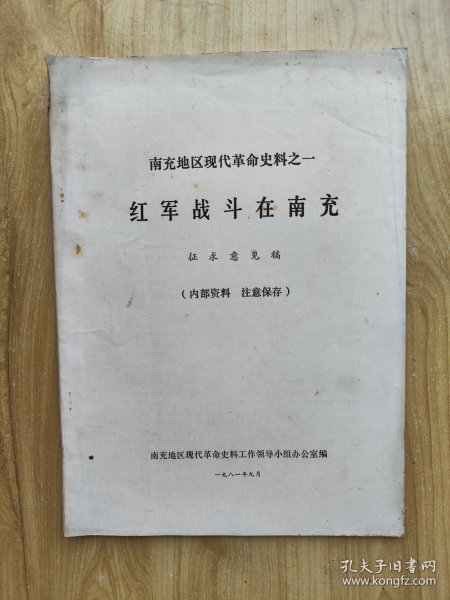 南充地区现代革命史料之一
红军战斗在南充
征求意见稿
（内部资料　注意保存）
南充地区现代革命史料工作领导小组办公室编
一九八一年九月
孔夫子旧书网
www.kongfz.com